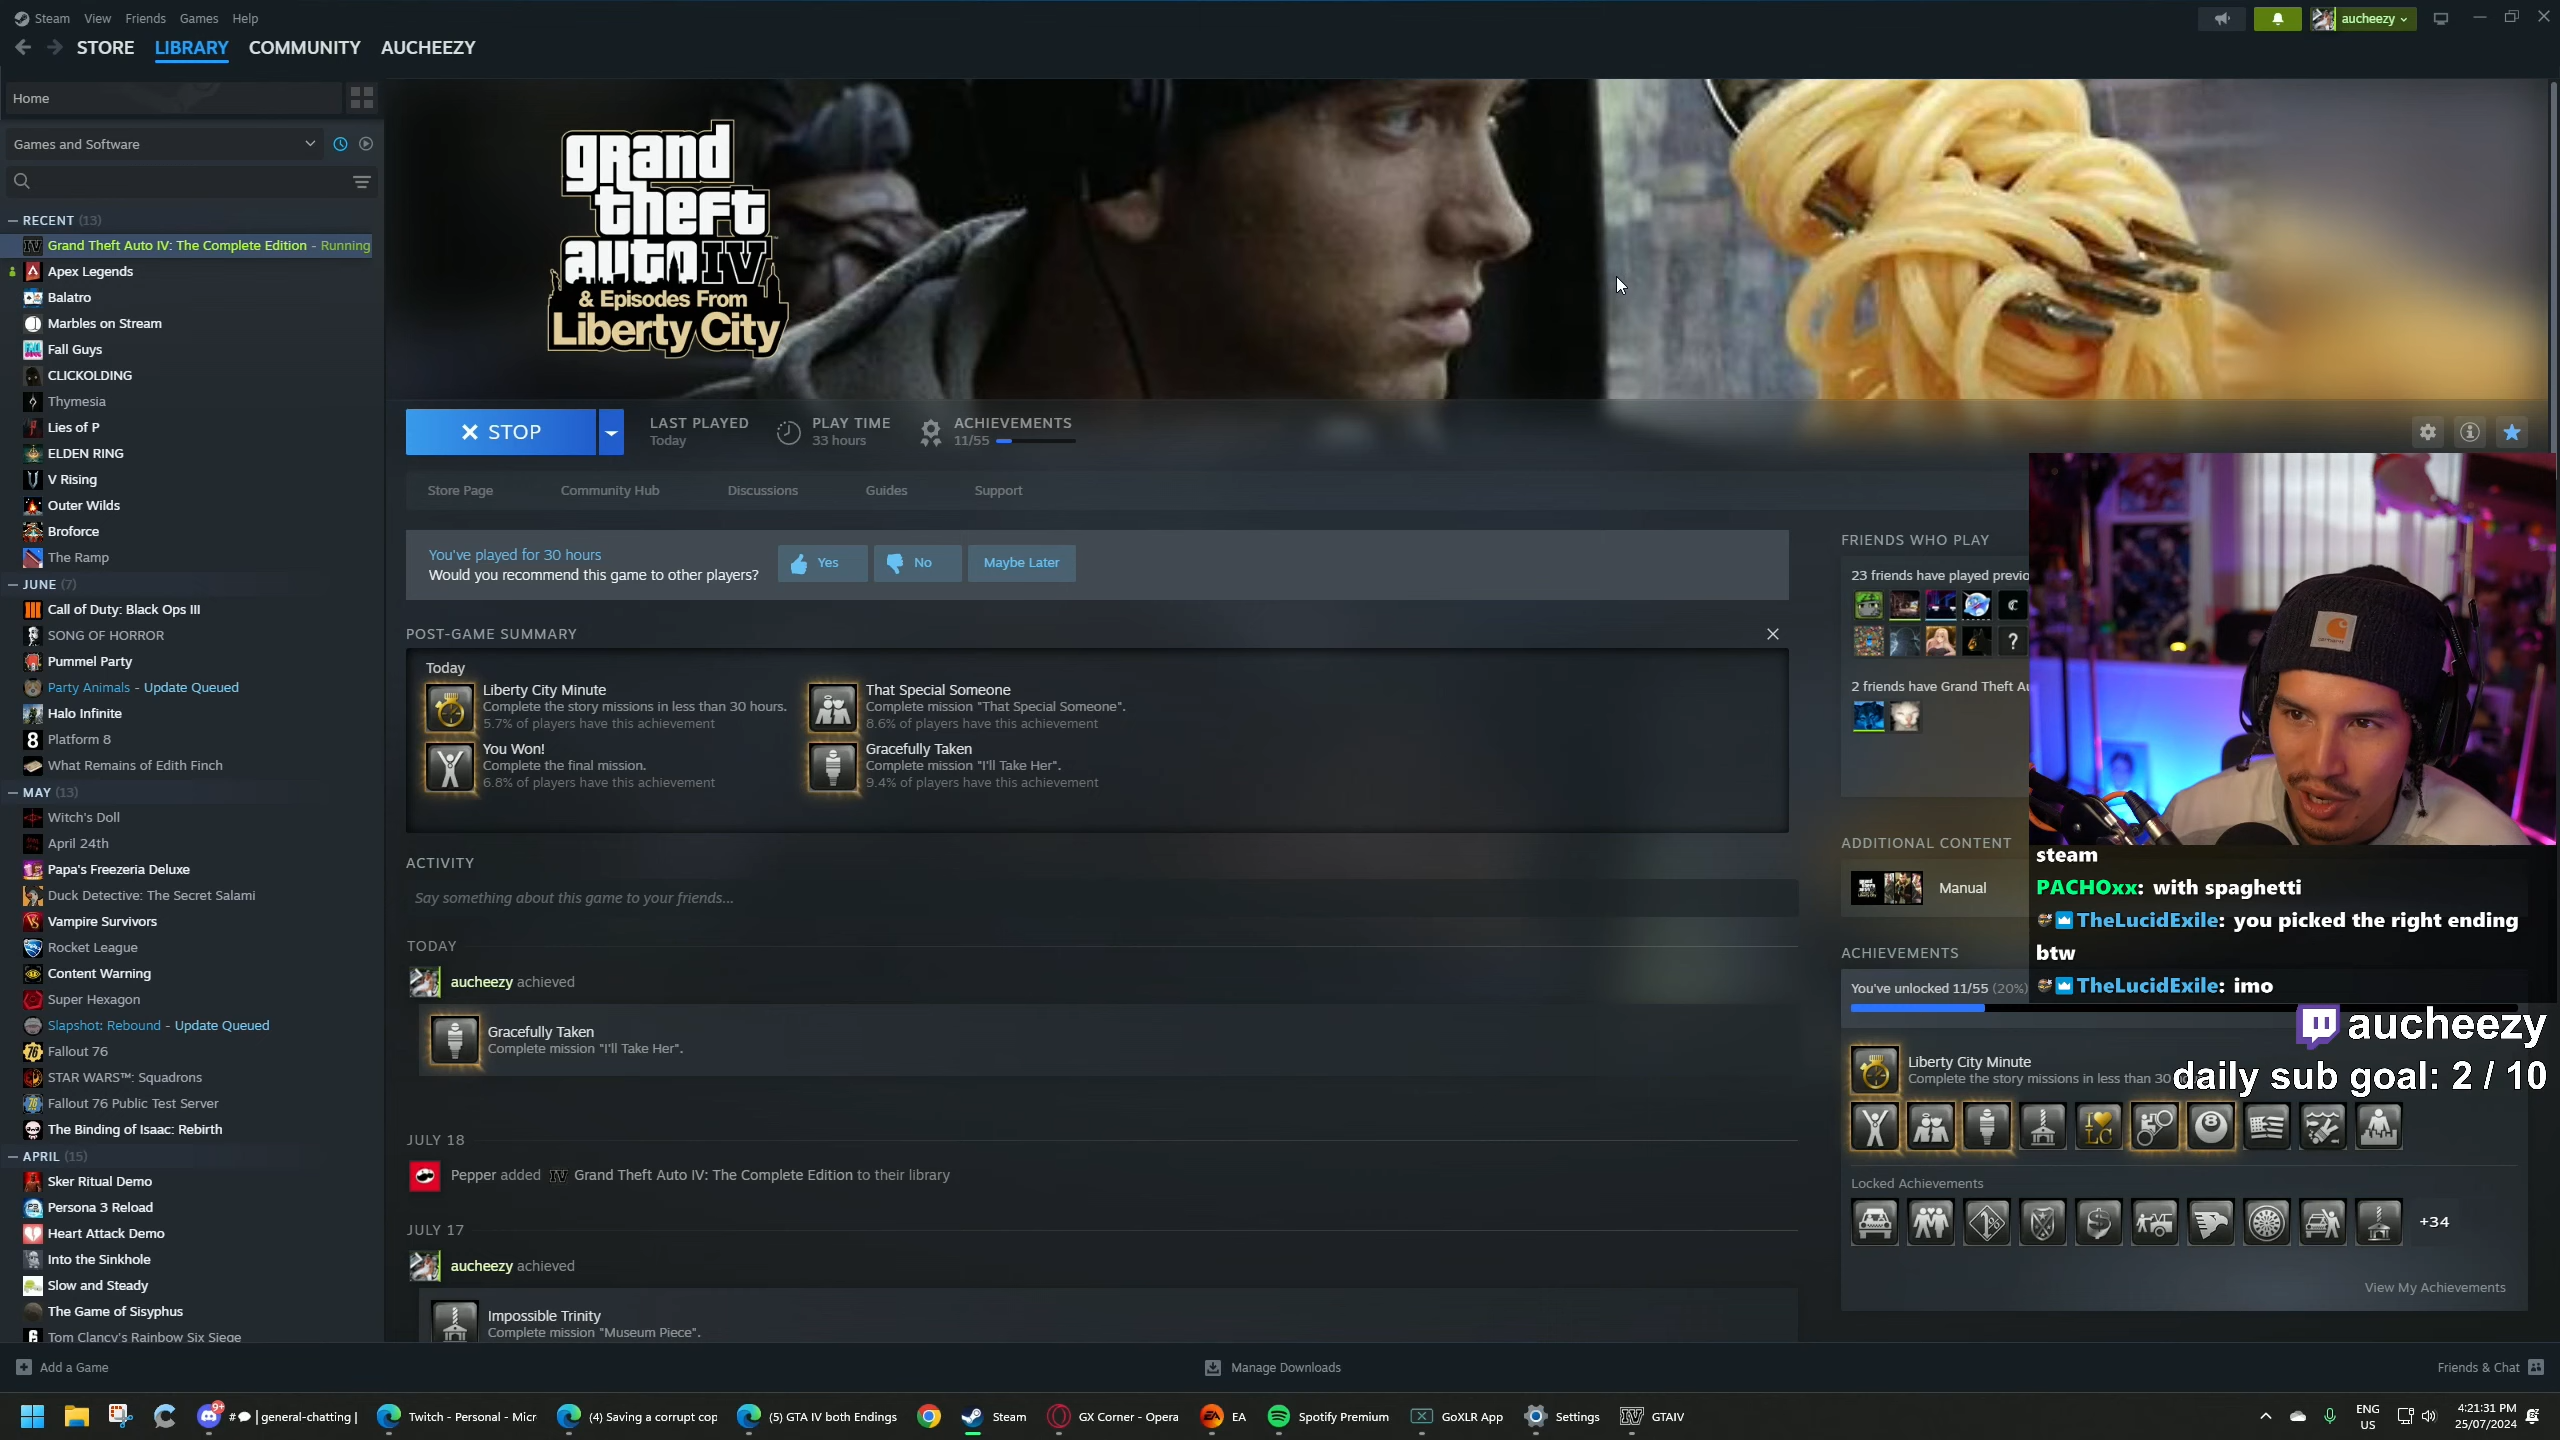 Steam View Friends Games Help
aucheezy
STORE LIBRARY COMMUNITY AUCHEEZY
Home
Games and Software
RECENT (13)
Grand Theft Auto IV: The Complete Edition - Running
Apex Legends
Balatro
Marbles on Stream
Fall Guys
CLICKOLDING
Thymesia
Lies of P
ELDEN RING
V Rising
Outer Wilds
Broforce
The Ramp
JUNE (7)
Call of Duty: Black Ops III
SONG OF HORROR
Pummel Party
Party Animals - Update Queued
Halo Infinite
Platform 8
What Remains of Edith Finch
MAY (13)
Witch's Doll
April 24th
Papa's Freezeria Deluxe
Duck Detective: The Secret Salami
Vampire Survivors
Rocket League
Content Warning
Super Hexagon
Slapshot: Rebound - Update Queued
Fallout 76
STAR WARS™: Squadrons
Fallout 76 Public Test Server
The Binding of Isaac: Rebirth
APRIL (15)
Sker Ritual Demo
Persona 3 Reload
Heart Attack Demo
Into the Sinkhole
Slow and Steady
The Game of Sisyphus
Tom Clancy's Rainbow Six Siege
grand
theft
auto IV
& Episodes From
Liberty City
STOP
LAST PLAYED
Today
PLAY TIME
33 hours
ACHIEVEMENTS
11/55
Store Page Community Hub Discussions Guides Support
You've played for 30 hours
Would you recommend this game to other players?
Yes No Maybe Later
POST-GAME SUMMARY
Today
Liberty City Minute
Complete the story missions in less than 30 hours.
5.7% of players have this achievement
That Special Someone
Complete mission "That Special Someone".
8.6% of players have this achievement
You Won!
Complete the final mission.
6.8% of players have this achievement
Gracefully Taken
Complete mission "I'll Take Her".
9.4% of players have this achievement
ACTIVITY
Say something about this game to your friends...
TODAY
aucheezy achieved
Gracefully Taken
Complete mission "I'll Take Her".
JULY 18
Pepper added Grand Theft Auto IV: The Complete Edition to their library
JULY 17
aucheezy achieved
Impossible Trinity
Complete mission "Museum Piece".
FRIENDS WHO PLAY
23 friends have played previo
2 friends have Grand Theft Au
ADDITIONAL CONTENT
Manual
ACHIEVEMENTS
You've unlocked 11/55 (20%)
Liberty City Minute
Complete the story missions in less than 30
Locked Achievements
+34
View My Achievements
carhartt
steam
PACHOxx: with spaghetti
TheLucidExile: you picked the right ending
btw
TheLucidExile: imo
aucheezy
daily sub goal: 2 / 10
Add a Game
Manage Downloads
Friends & Chat
9+ # | general-chatting |
Twitch - Personal - Micr
(4) Saving a corrupt cop
(5) GTA IV both Endings
Steam
GX Corner - Opera
EA
Spotify Premium
GoXLR App
Settings
GTAIV
ENG
US
4:21:31 PM
25/07/2024